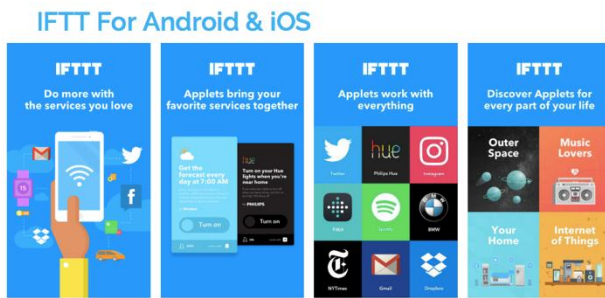 IFTT For Android & iOS
IFTTT
Do more with
the services you love
IFTTT
Applets bring your
favorite services together
Get the
forecast every
day at 7:00 AM
Turn on
hue
Turn on your Hue
lights when you're
near home
PHILIPS
Turn on
IFTTT
Applets work with
everything
Twitter
hue
Philips Hue
Instagram
Fitbit
Spotify
BMW
NYTimes
Gmail
Dropbox
IFTTT
Discover Applets for
every part of your life
Outer
Space
Music
Lovers
Your
Home
Internet
of Things